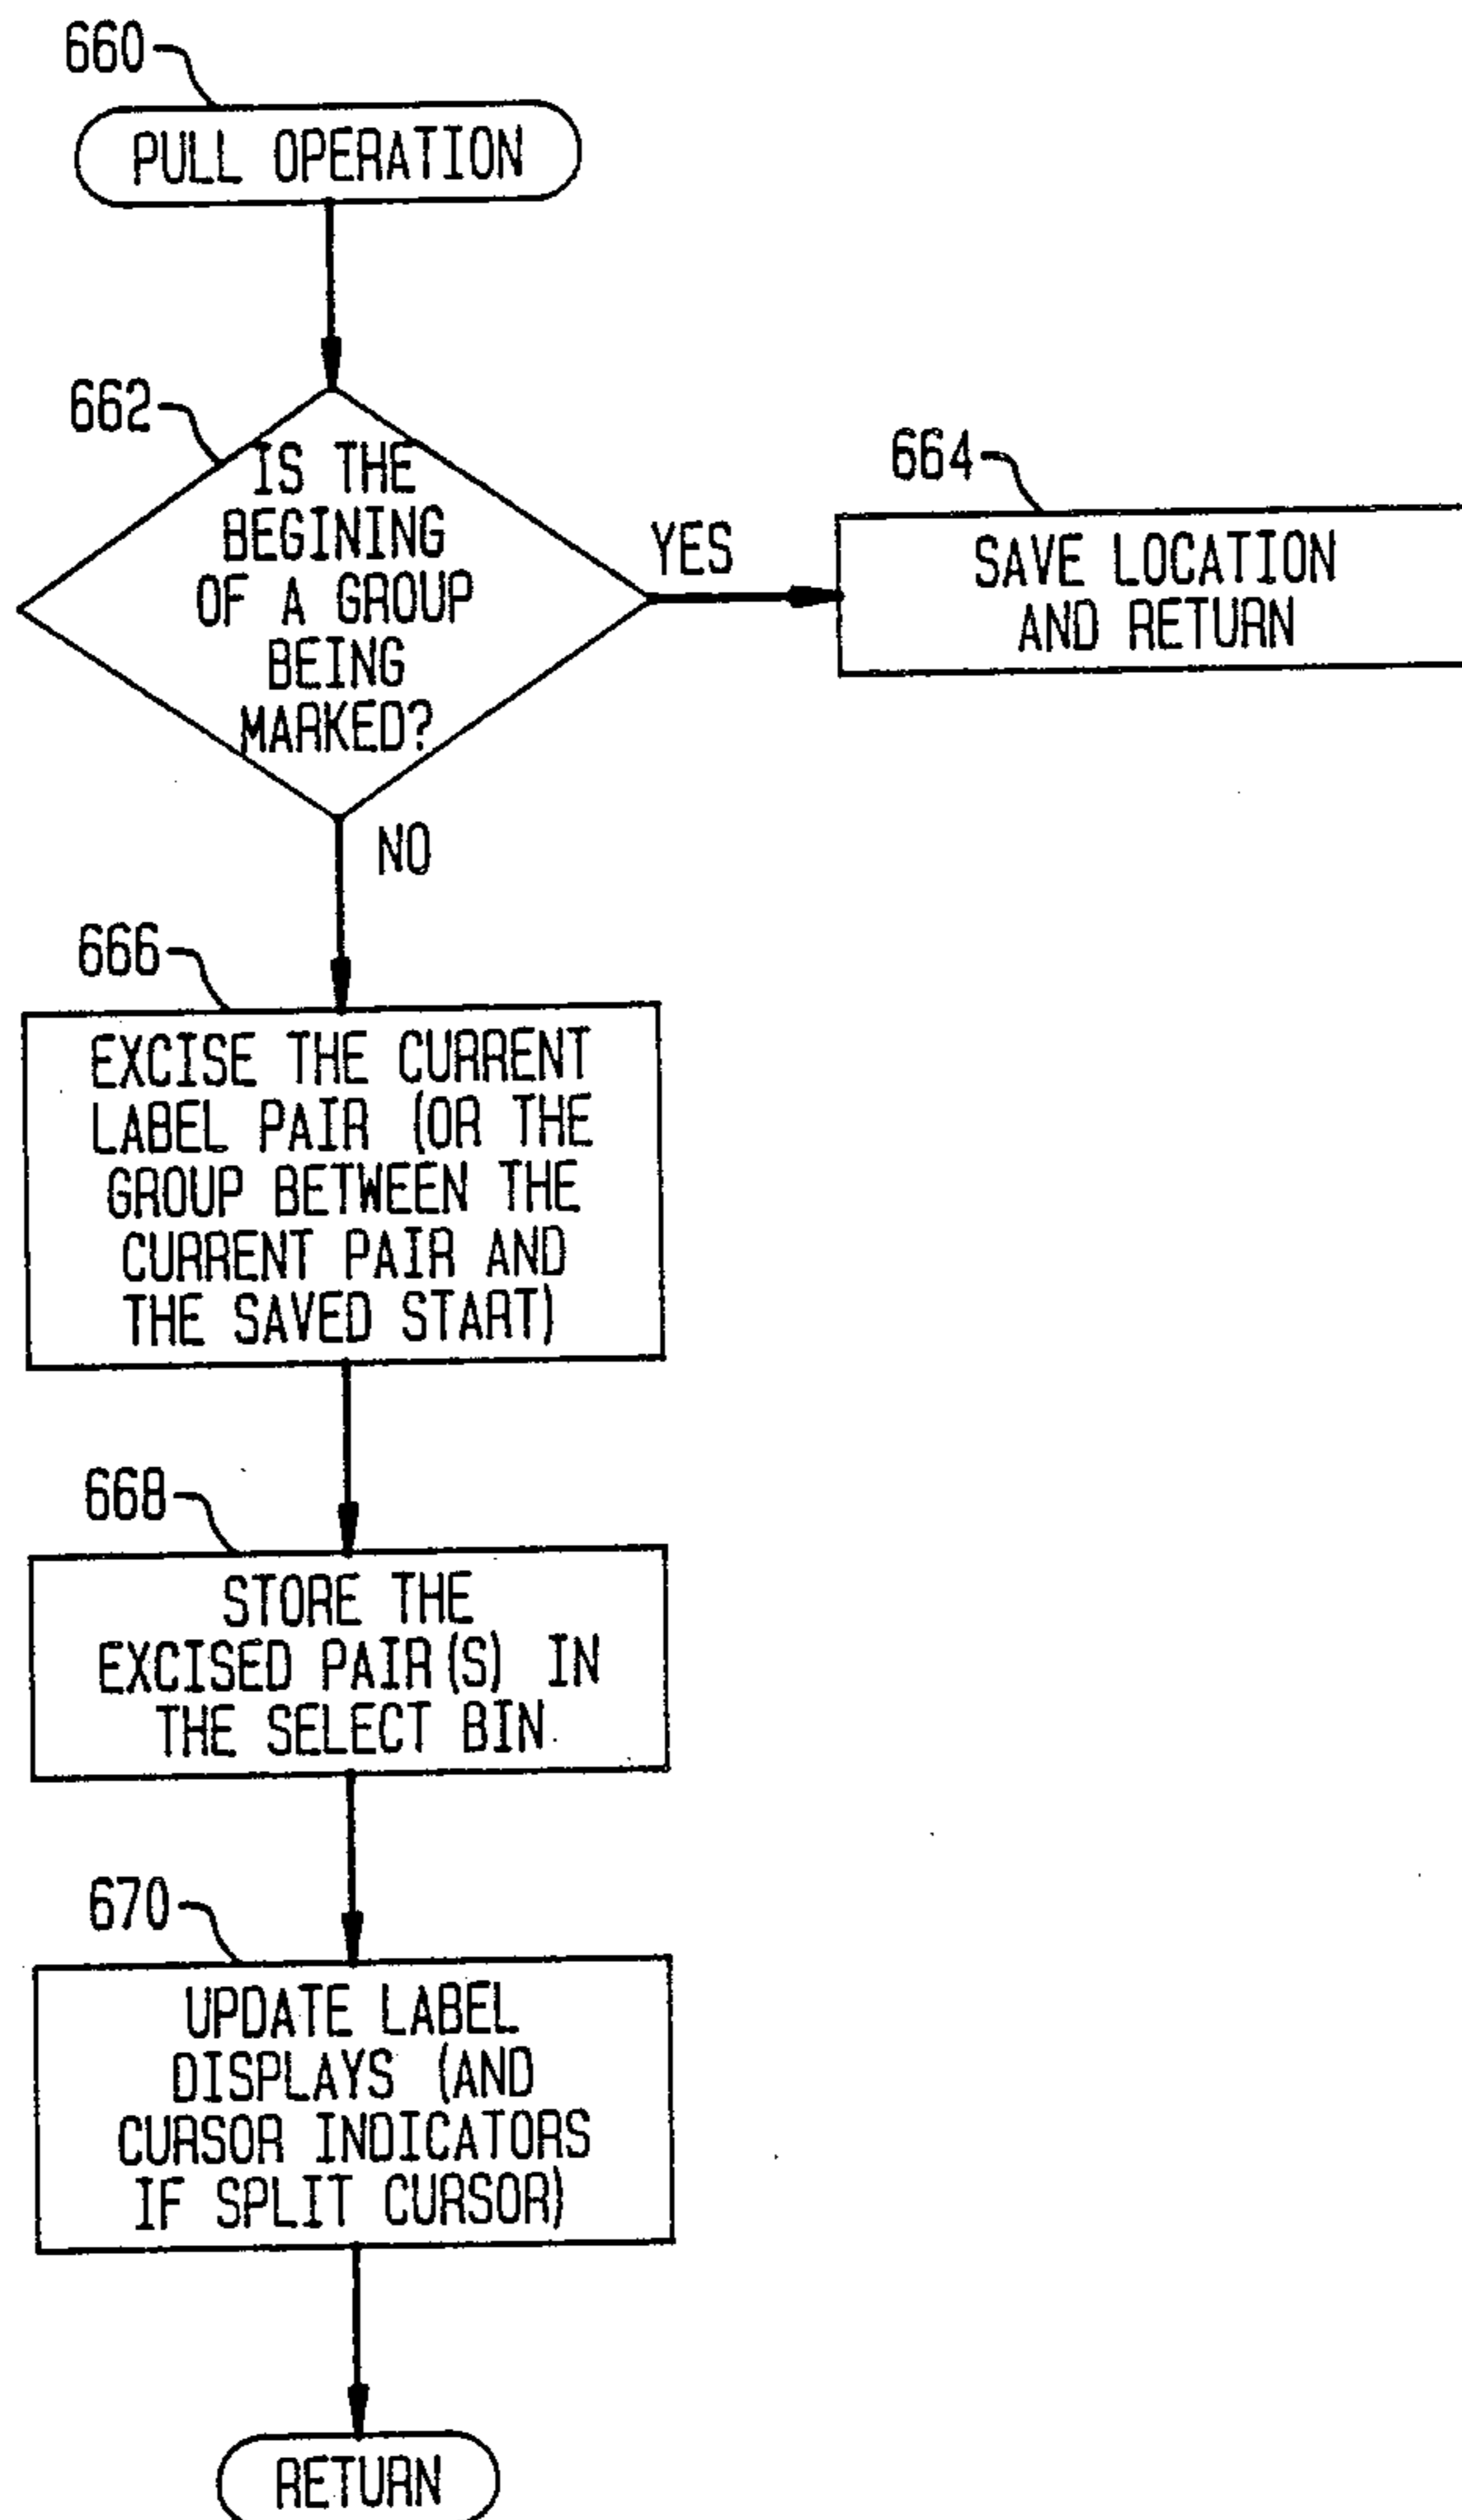 660
PULL OPERATION
662
IS THE
BEGINING
OF A GROUP
BEING
MARKED?
YES
664
SAVE LOCATION
AND RETURN
NO
666
EXCISE THE CURRENT
LABEL PAIR (OR THE
GROUP BETWEEN THE
CURRENT PAIR AND
THE SAVED START)
668
STORE THE
EXCISED PAIR(S) IN
THE SELECT BIN.
670
UPDATE LABEL
DISPLAYS (AND
CURSOR INDICATORS
IF SPLIT CURSOR)
RETURN